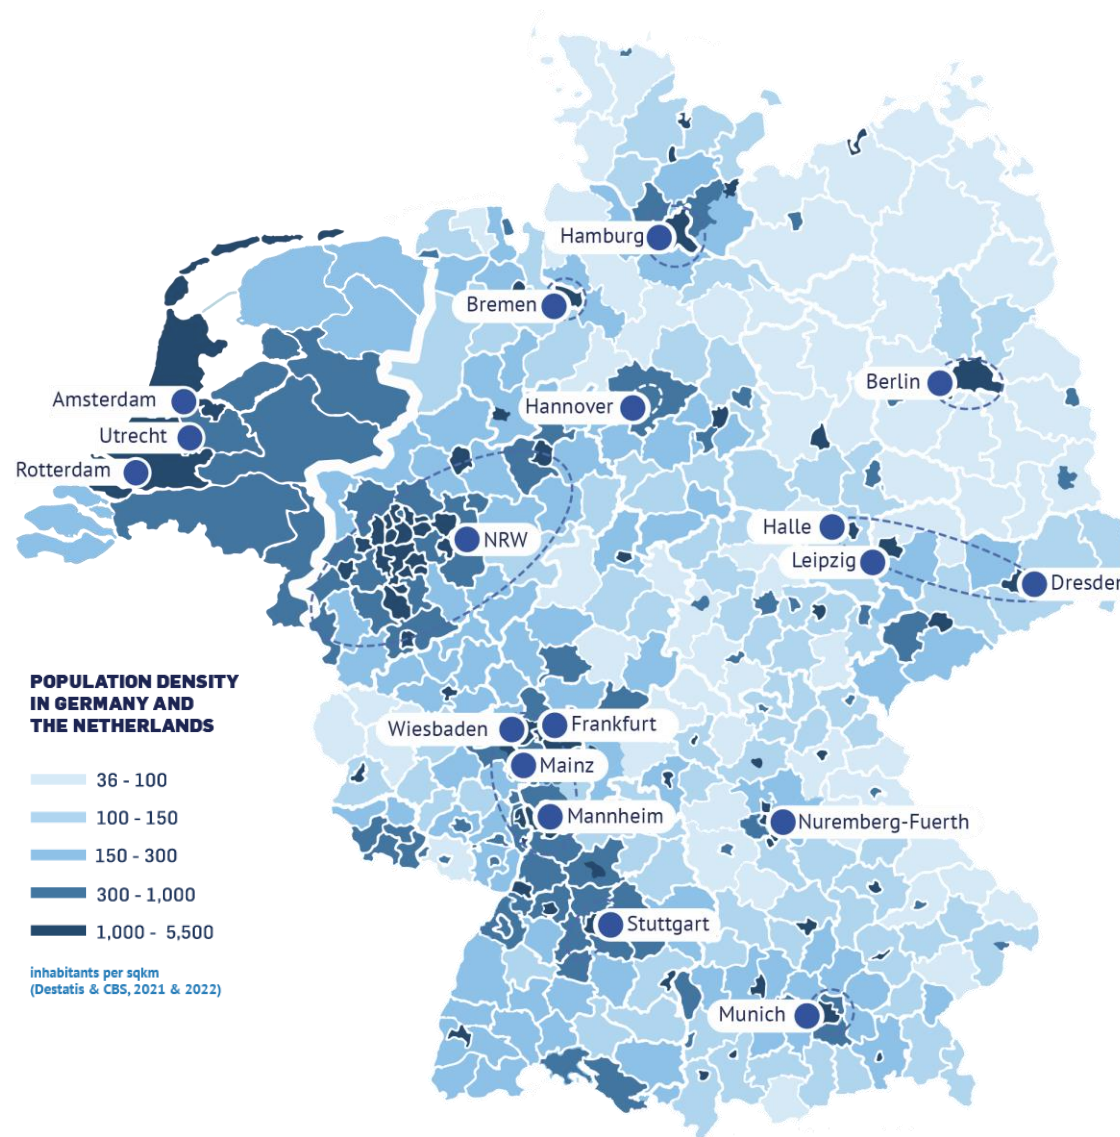 Hamburg
Bremen
Berlin
Amsterdam
Hannover
Utrecht
Rotterdam
Halle
NRW
Leipzig
Dresden
POPULATION DENSITY
IN GERMANY AND
THE NETHERLANDS
Wiesbaden
Frankfurt
Mainz
36 - 100
100 - 150
Mannheim
Nuremberg-Fuerth
150 - 300
300 - 1,000
1,000 - 5,500
Stuttgart
inhabitants per sqkm
(Destatis & CBS, 2021 & 2022)
Munich